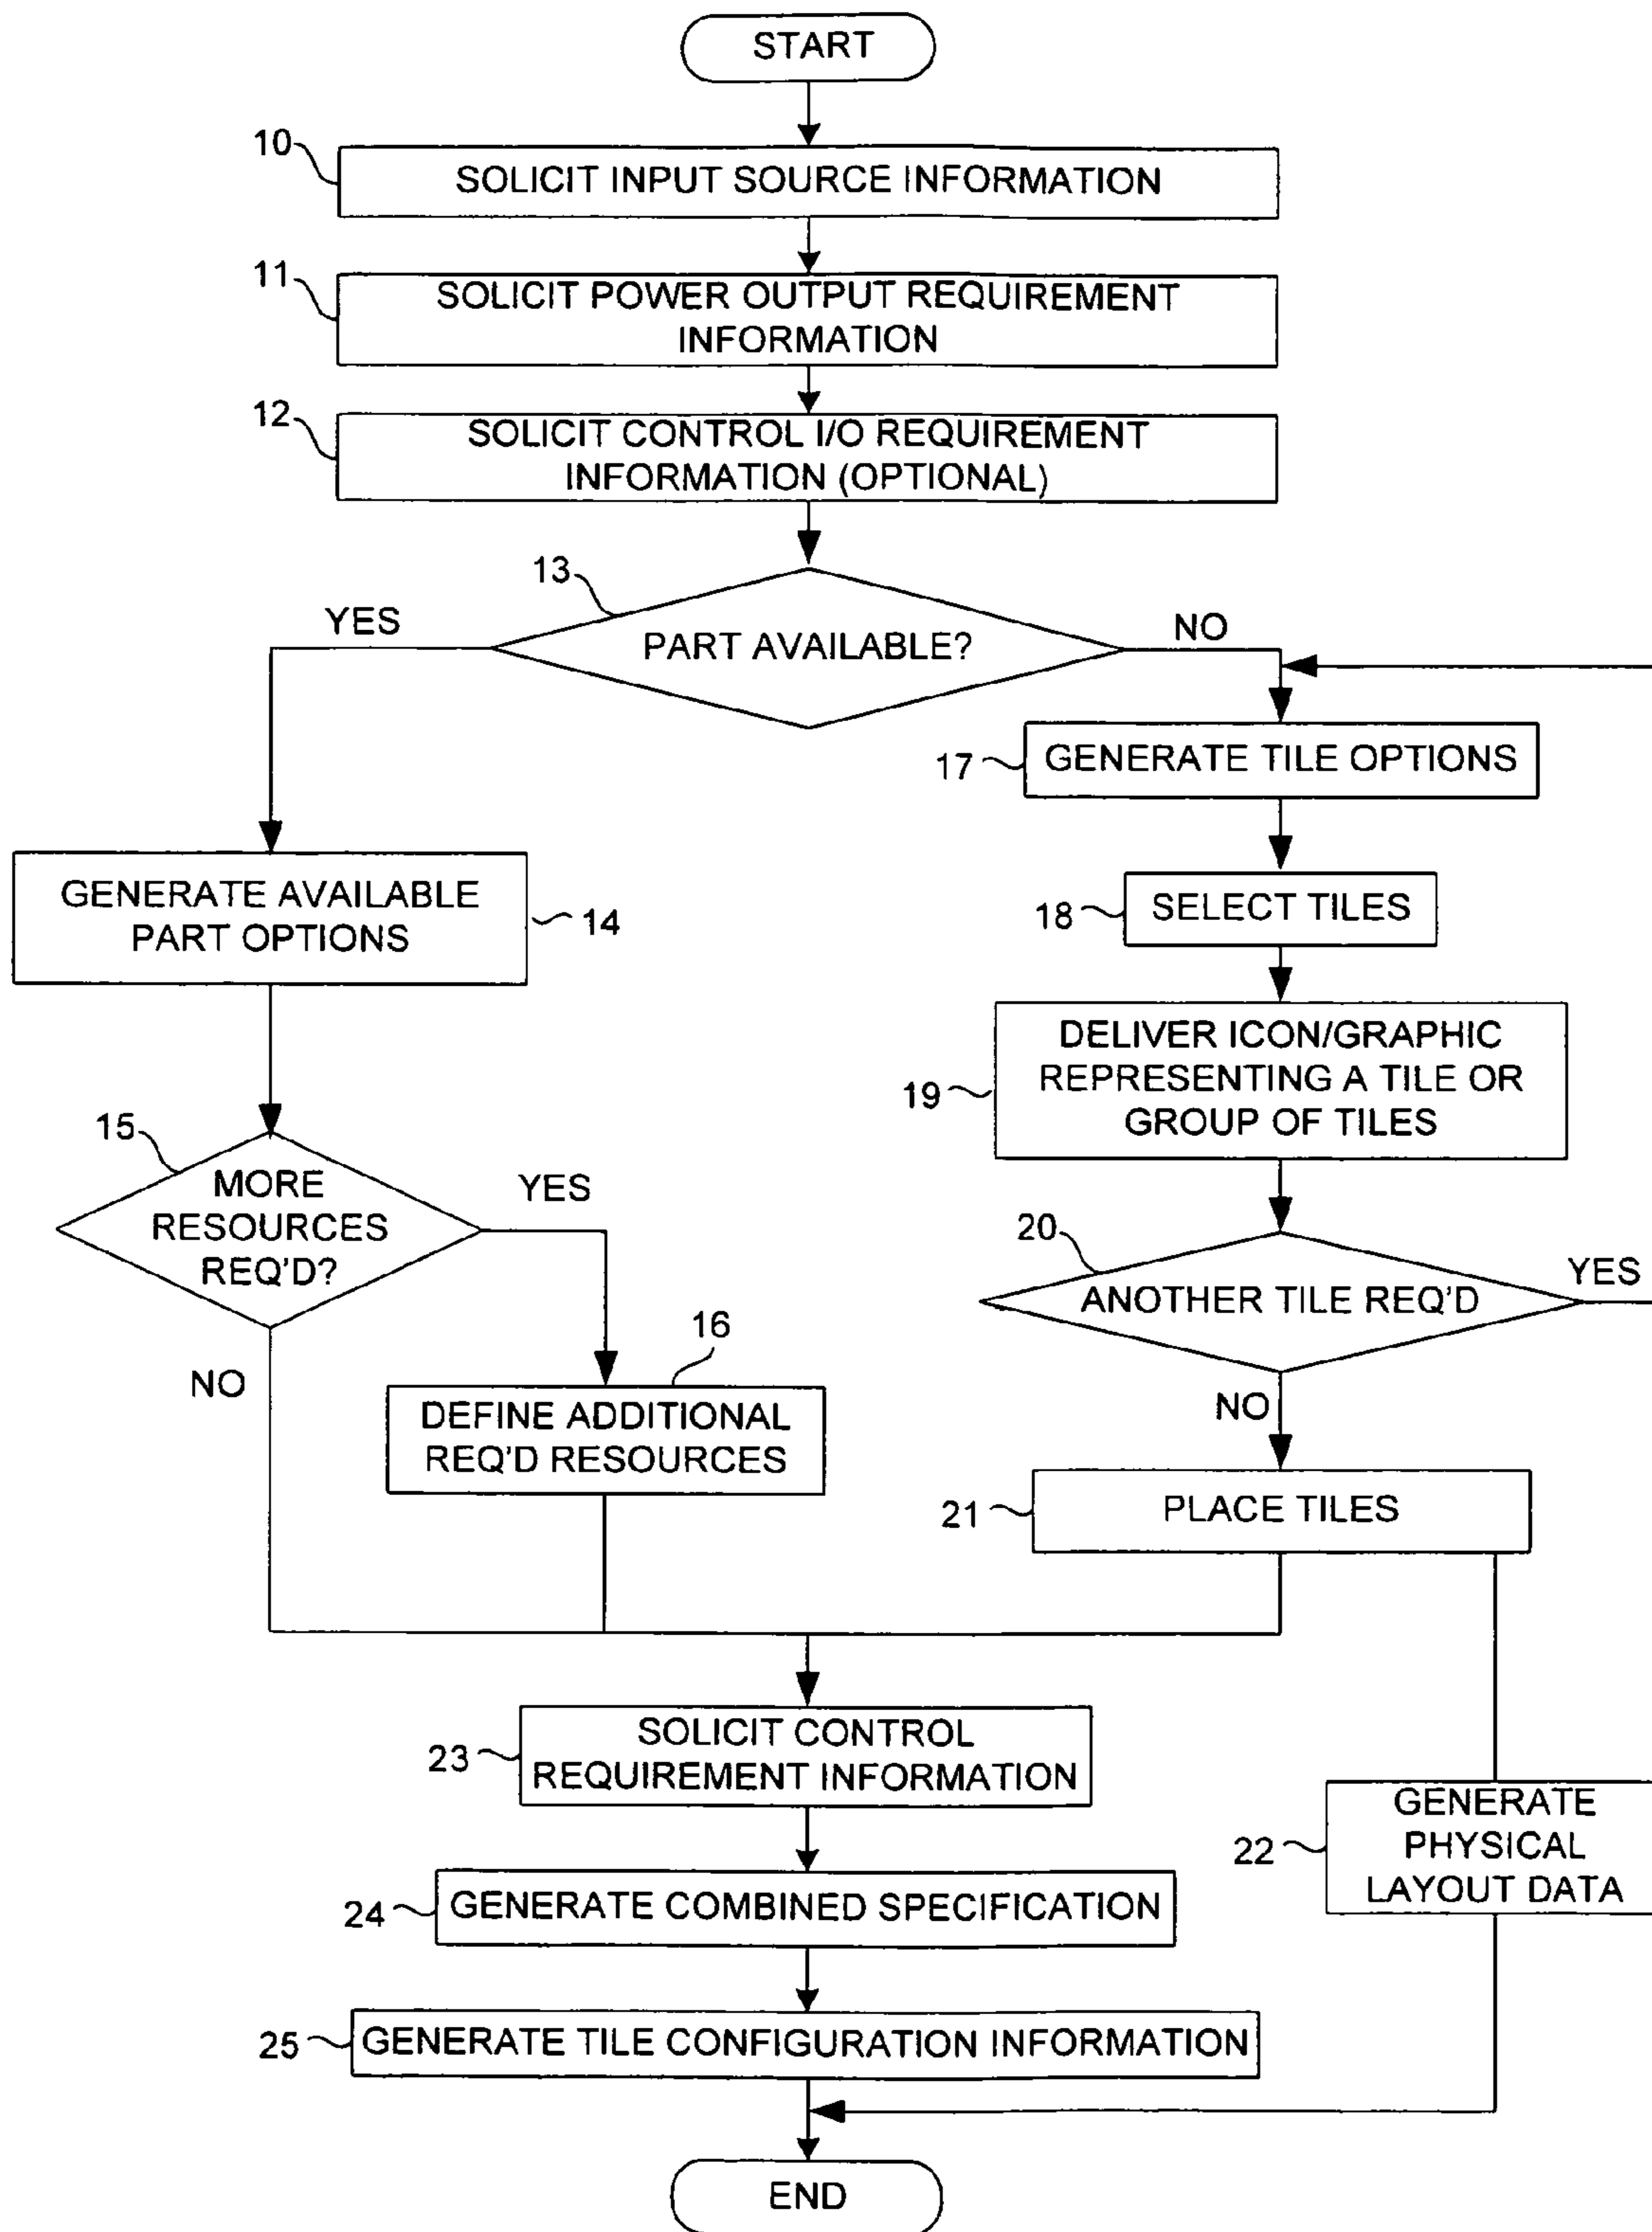 START
10
SOLICIT INPUT SOURCE INFORMATION
11
SOLICIT POWER OUTPUT REQUIREMENT
INFORMATION
12
SOLICIT CONTROL I/O REQUIREMENT
INFORMATION (OPTIONAL)
13
YES
PART AVAILABLE?
NO
17
GENERATE TILE OPTIONS
GENERATE AVAILABLE
PART OPTIONS
14
18
SELECT TILES
19
DELIVER ICON/GRAPHIC
REPRESENTING A TILE OR
GROUP OF TILES
15
MORE
RESOURCES
REQ'D?
YES
NO
20
ANOTHER TILE REQ'D
YES
NO
16
DEFINE ADDITIONAL
REQ'D RESOURCES
21
PLACE TILES
23
SOLICIT CONTROL
REQUIREMENT INFORMATION
22
GENERATE
PHYSICAL
LAYOUT DATA
24
GENERATE COMBINED SPECIFICATION
25
GENERATE TILE CONFIGURATION INFORMATION
END